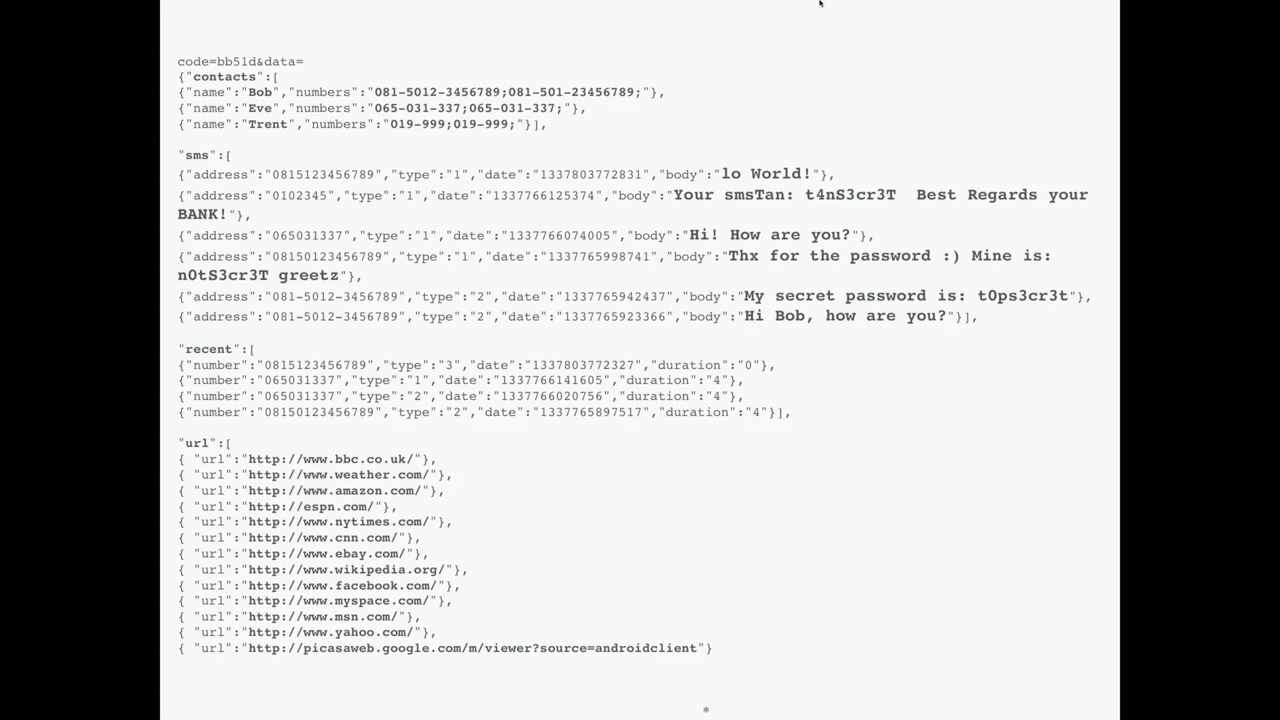 code=bb51d&data=
{"contacts":[
{"name":"Bob","numbers":"081-5012-3456789;081-501-23456789;"},
{"name":"Eve","numbers":"065-031-337;065-031-337;"},
{"name":"Trent","numbers":"019-999;019-999;"}],
"sms":[
{"address":"0815123456789","type":"1","date":"1337803772831","body":"lo World!"},
{"address":"0102345","type":"1","date":"1337766125374","body":"Your smsTan: t4nS3cr3T  Best Regards your
BANK!"},
{"address":"065031337","type":"1","date":"1337766074005","body":"Hi! How are you?"},
{"address":"08150123456789","type":"1","date":"1337765998741","body":"Thx for the password :) Mine is:
n0tS3cr3T greetz"},
{"address":"081-5012-3456789","type":"2","date":"1337765942437","body":"My secret password is: t0ps3cr3t"},
{"address":"081-5012-3456789","type":"2","date":"1337765923366","body":"Hi Bob, how are you?"}],
"recent":[
{"number":"0815123456789","type":"3","date":"1337803772327","duration":"0"},
{"number":"065031337","type":"1","date":"1337766141605","duration":"4"},
{"number":"065031337","type":"2","date":"1337766020756","duration":"4"},
{"number":"08150123456789","type":"2","date":"1337765897517","duration":"4"}],
"url":[
{ "url":"http://www.bbc.co.uk/"},
{ "url":"http://www.weather.com/"},
{ "url":"http://www.amazon.com/"},
{ "url":"http://espn.com/"},
{ "url":"http://www.nytimes.com/"},
{ "url":"http://www.cnn.com/"},
{ "url":"http://www.ebay.com/"},
{ "url":"http://www.wikipedia.org/"},
{ "url":"http://www.facebook.com/"},
{ "url":"http://www.myspace.com/"},
{ "url":"http://www.msn.com/"},
{ "url":"http://www.yahoo.com/"},
{ "url":"http://picasaweb.google.com/m/viewer?source=androidclient"}
*